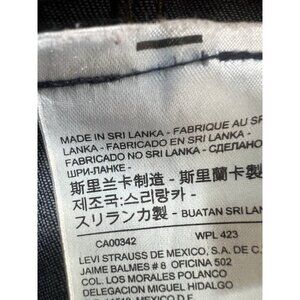 MADE IN SRI LANKA - FABRIQUE AU SRI
LANKA - FABRICADO EN SRI LANKA -
FABRICADO NO SRI LANKA - СДЕЛАНО
ШРИ-ЛАНКЕ -
斯里兰卡制造 - 斯里蘭卡製
제조국:스리랑카 -
スリランカ製 - BUATAN SRI LAN
CA00342 WPL 423
LEVI STRAUSS DE MEXICO, S.A. DE C.
JAIME BALMES # 8 OFICINA 502
COL. LOS MORALES POLANCO
DELEGACION MIGUEL HIDALGO